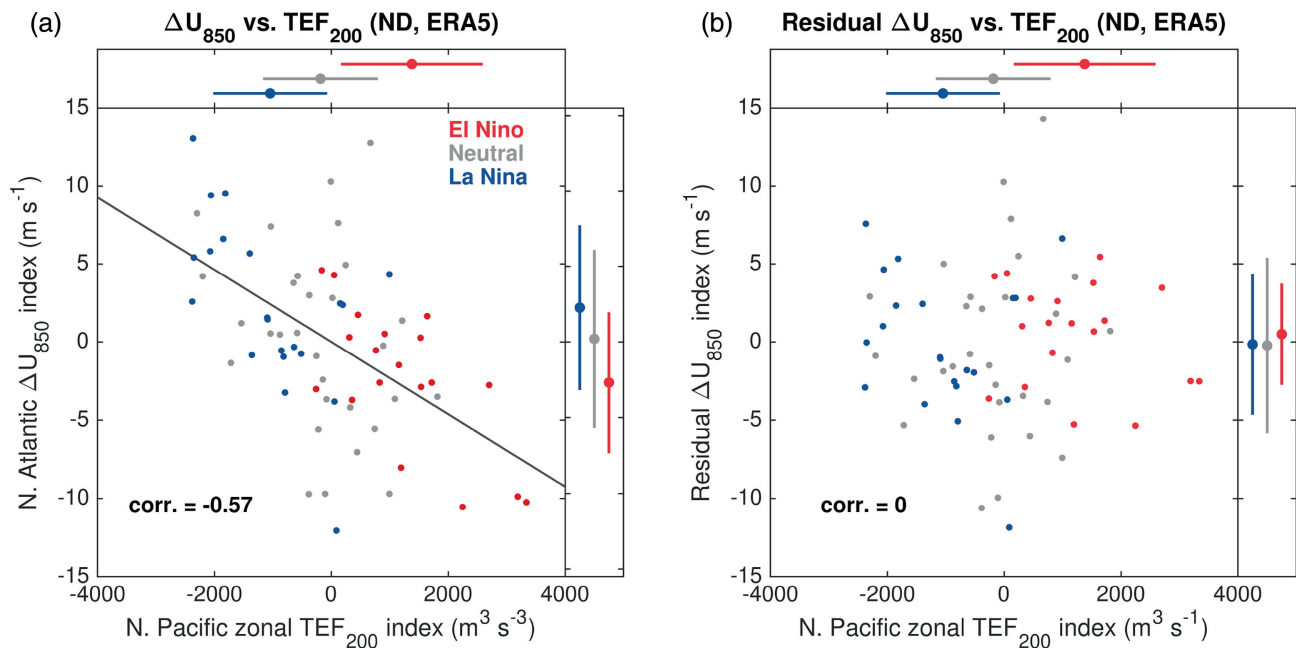 (a) ΔU850 vs. TEF200 (ND, ERA5)
15
10
5
0
-5
-10
-15
N. Atlantic ΔU850 index (m s-1)
El Nino
Neutral
La Nina
corr. = -0.57
-4000 -2000 0 2000 4000
N. Pacific zonal TEF200 index (m3 s-3)
(b) Residual ΔU850 vs. TEF200 (ND, ERA5)
15
10
5
0
-5
-10
-15
Residual ΔU850 index (m s-1)
corr. = 0
-4000 -2000 0 2000 4000
N. Pacific zonal TEF200 index (m3 s-1)